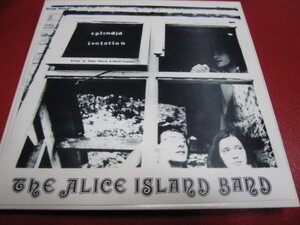 splendid
isolation
THE ALICE ISLAND BAND